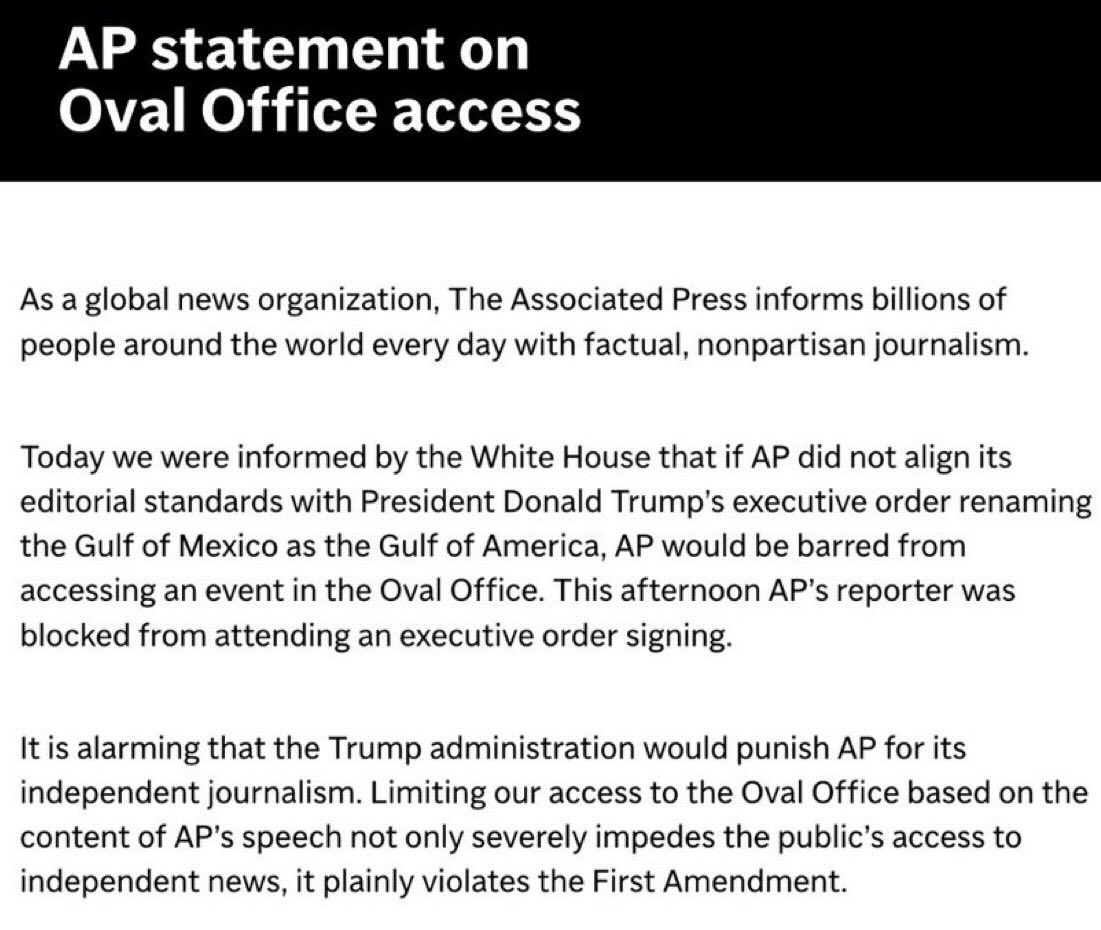 AP statement on
Oval Office access
As a global news organization, The Associated Press informs billions of
people around the world every day with factual, nonpartisan journalism.
Today we were informed by the White House that if AP did not align its
editorial standards with President Donald Trump’s executive order renaming
the Gulf of Mexico as the Gulf of America, AP would be barred from
accessing an event in the Oval Office. This afternoon AP’s reporter was
blocked from attending an executive order signing.
It is alarming that the Trump administration would punish AP for its
independent journalism. Limiting our access to the Oval Office based on the
content of AP’s speech not only severely impedes the public’s access to
independent news, it plainly violates the First Amendment.